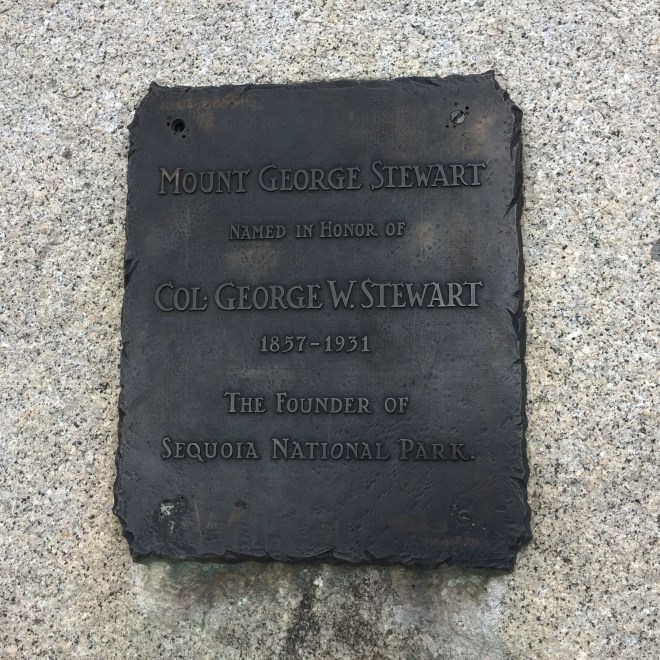 MOUNT GEORGE STEWART
NAMED IN HONOR OF
COL. GEORGE W. STEWART
1857-1931
THE FOUNDER OF
SEQUOIA NATIONAL PARK.